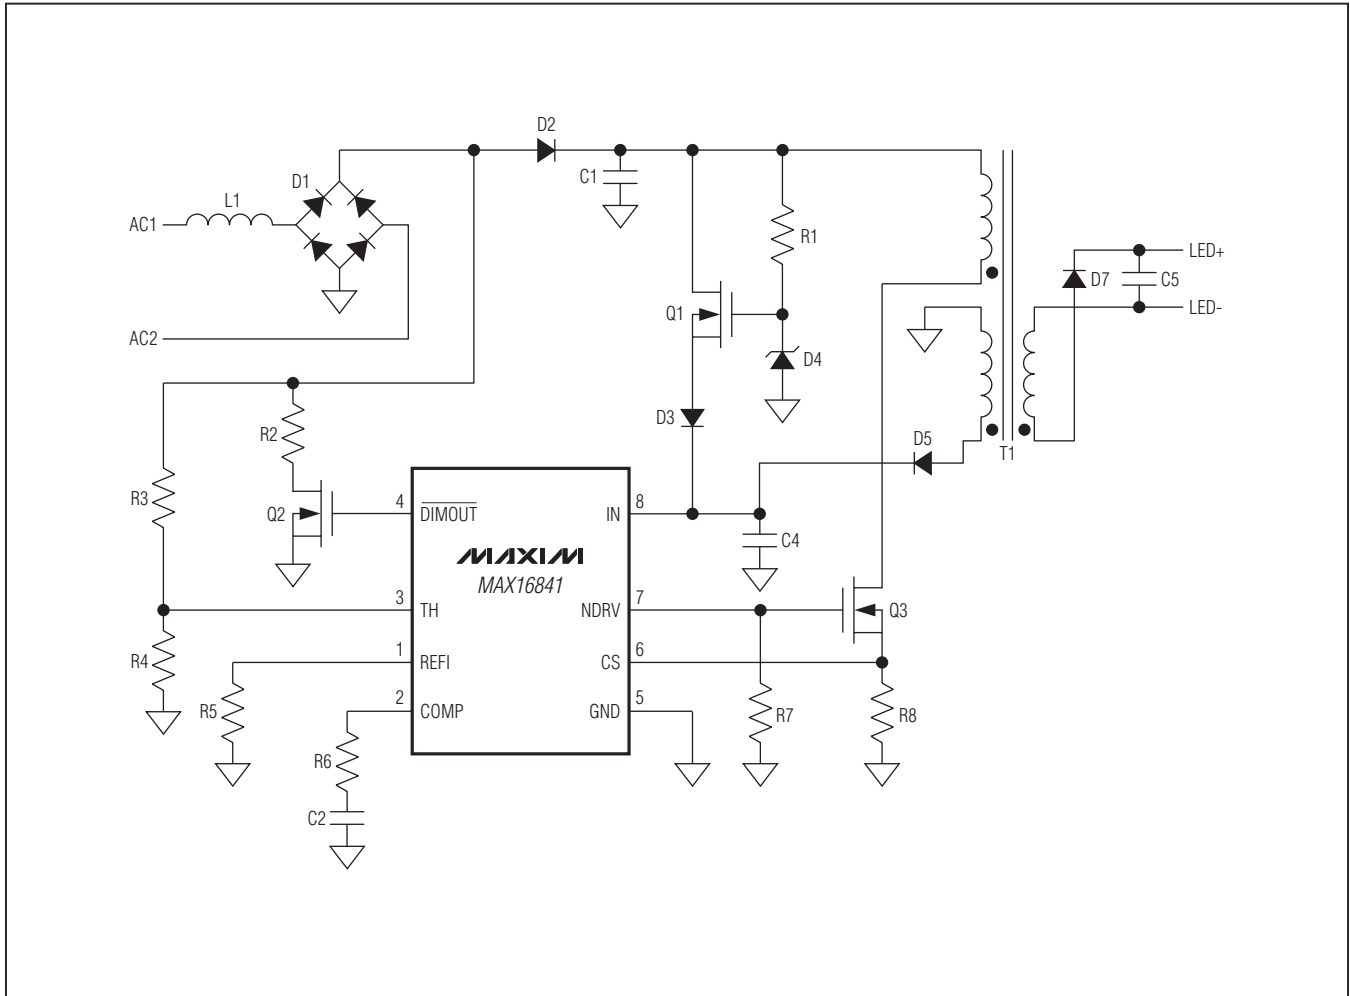 D2
C1
D1
L1
AC1
R1
LED+
D7
C5
Q1
LED-
AC2
D4
D3
R2
D5
T1
R3
Q2
4
DIMOUT
IN
8
C4
MAXIM
MAX16841
3
TH
NDRV
7
Q3
R4
1
REFI
CS
6
R5
2
COMP
GND
5
R7
R8
R6
C2